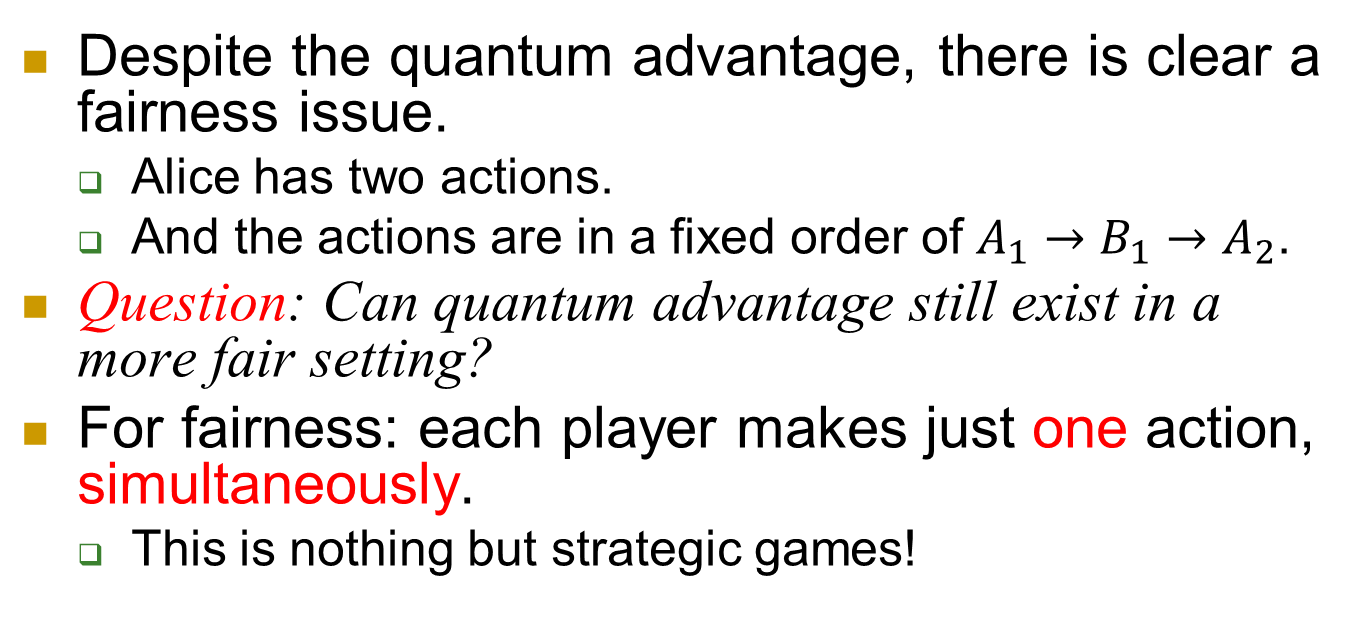 Despite the quantum advantage, there is clear a
fairness issue.
Alice has two actions.
And the actions are in a fixed order of A₁ → B₁ → A₂.
Question: Can quantum advantage still exist in a
more fair setting?
For fairness: each player makes just one action,
simultaneously.
This is nothing but strategic games!